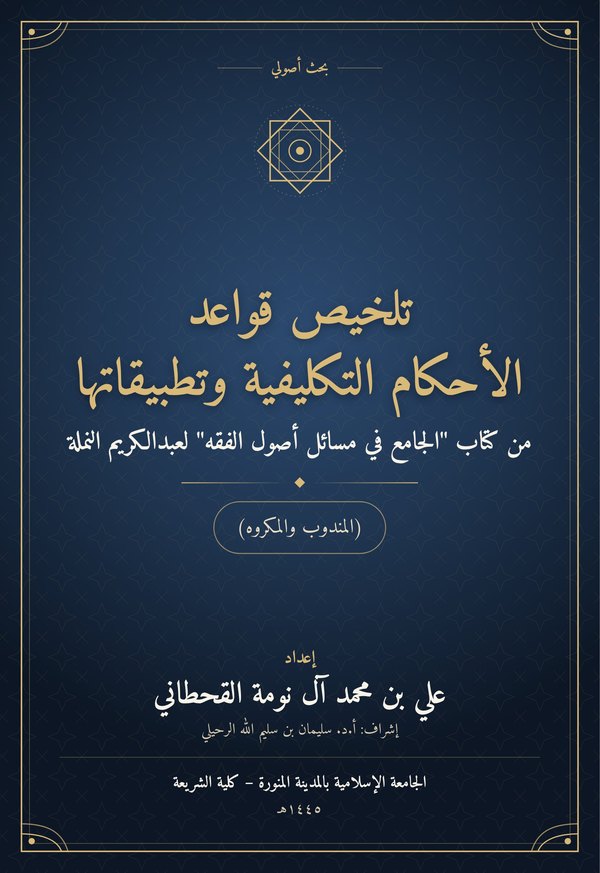 بحث أصولي
تلخيص قواعد
الأحكام التكليفية وتطبيقاتها
من كتاب "الجامع في مسائل أصول الفقه" لعبدالكريم النملة
(المندوب والمكروه)
إعداد
علي بن محمد آل نومة القحطاني
إشراف: أ.د. سليمان بن سليم الله الرحيلي
الجامعة الإسلامية بالمدينة المنورة – كلية الشريعة
١٤٤٥هـ